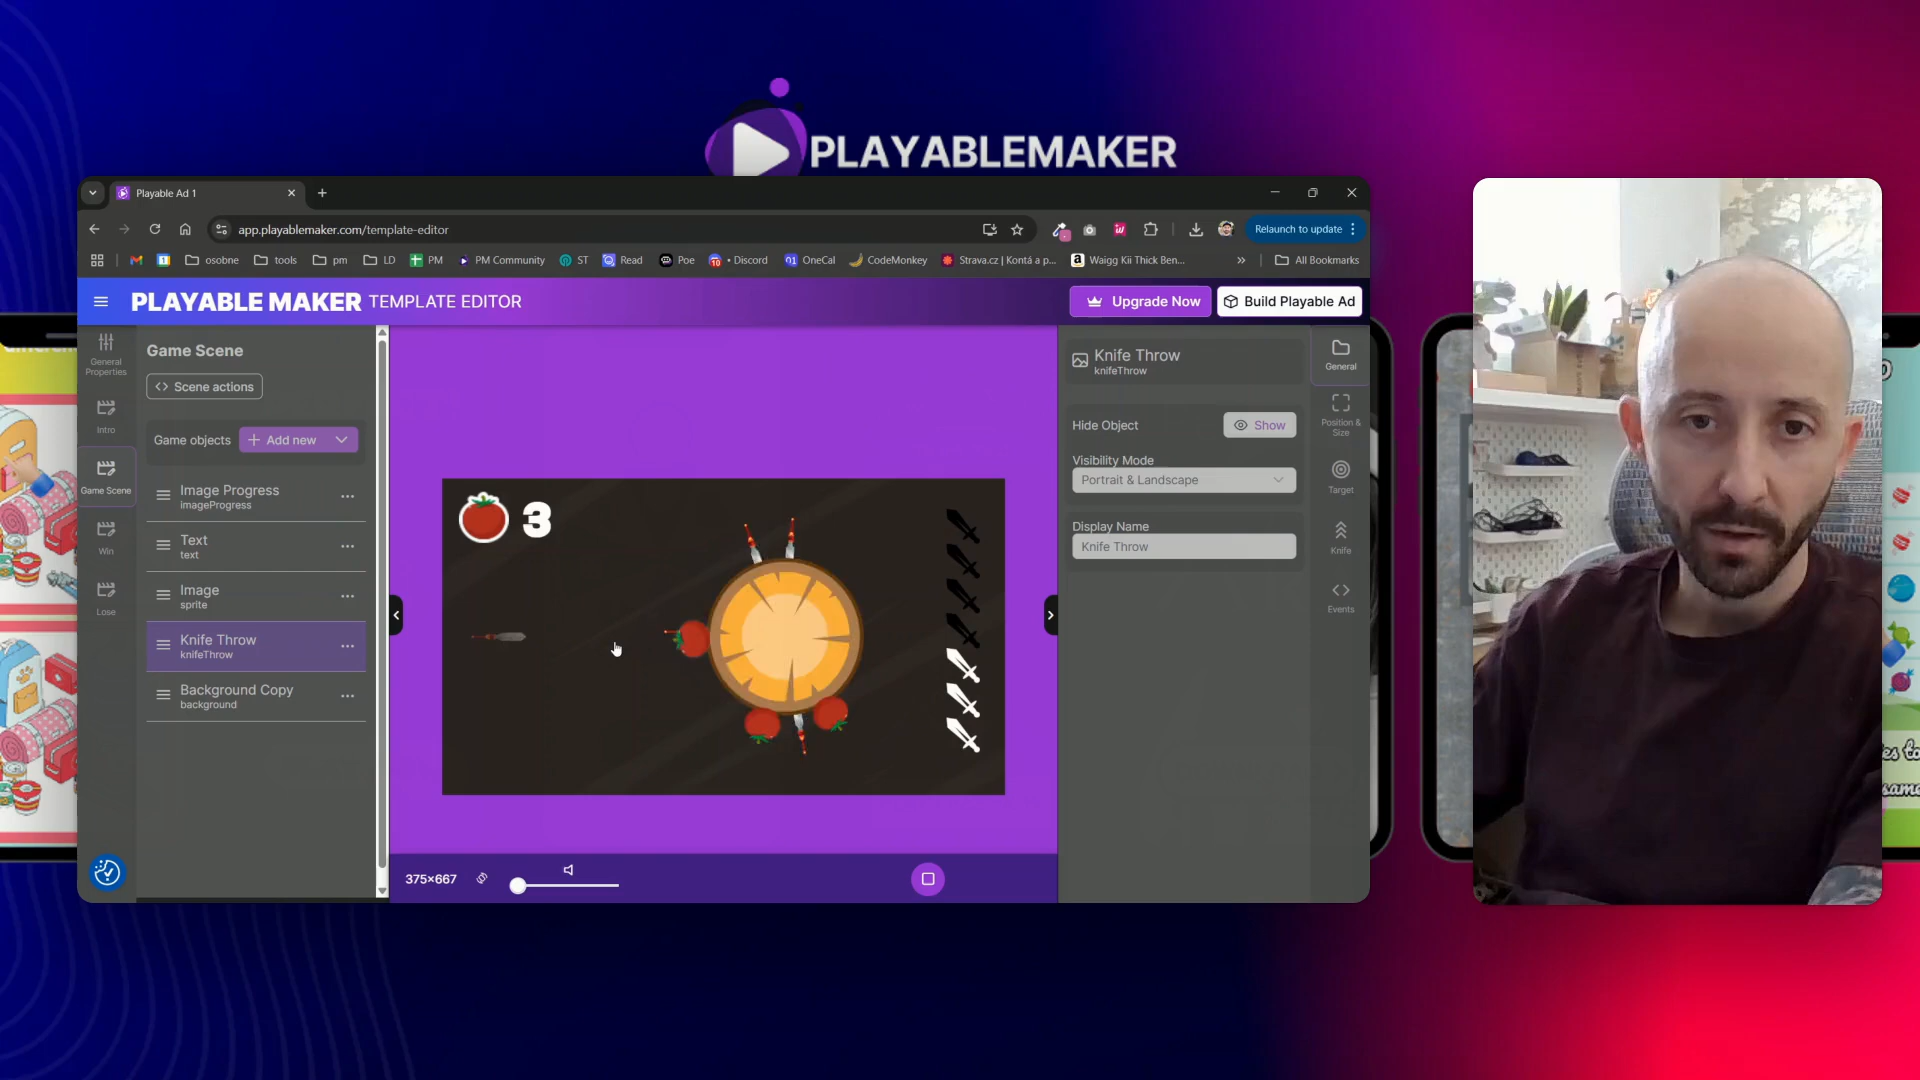 PLAYABLEMAKER
Playable Ad 1
app.playablemaker.com/template-editor
Relaunch to update
osobne
tools
pm
LD
PM
PM Community
ST
Read
Poe
• Discord
OneCal
CodeMonkey
Strava.cz | Kontá a p...
Waigg Kii Thick Ben...
All Bookmarks
PLAYABLE MAKER TEMPLATE EDITOR
Upgrade Now
Build Playable Ad
General
Properties
Intro
Game Scene
Win
Lose
Game Scene
Scene actions
Game objects
Add new
Image Progress
imageProgress
Text
text
Image
sprite
Knife Throw
knifeThrow
Background Copy
background
3
375×667
Knife Throw
knifeThrow
Hide Object
Show
Visibility Mode
Portrait & Landscape
Display Name
Knife Throw
General
Position &
Size
Target
Knife
Events